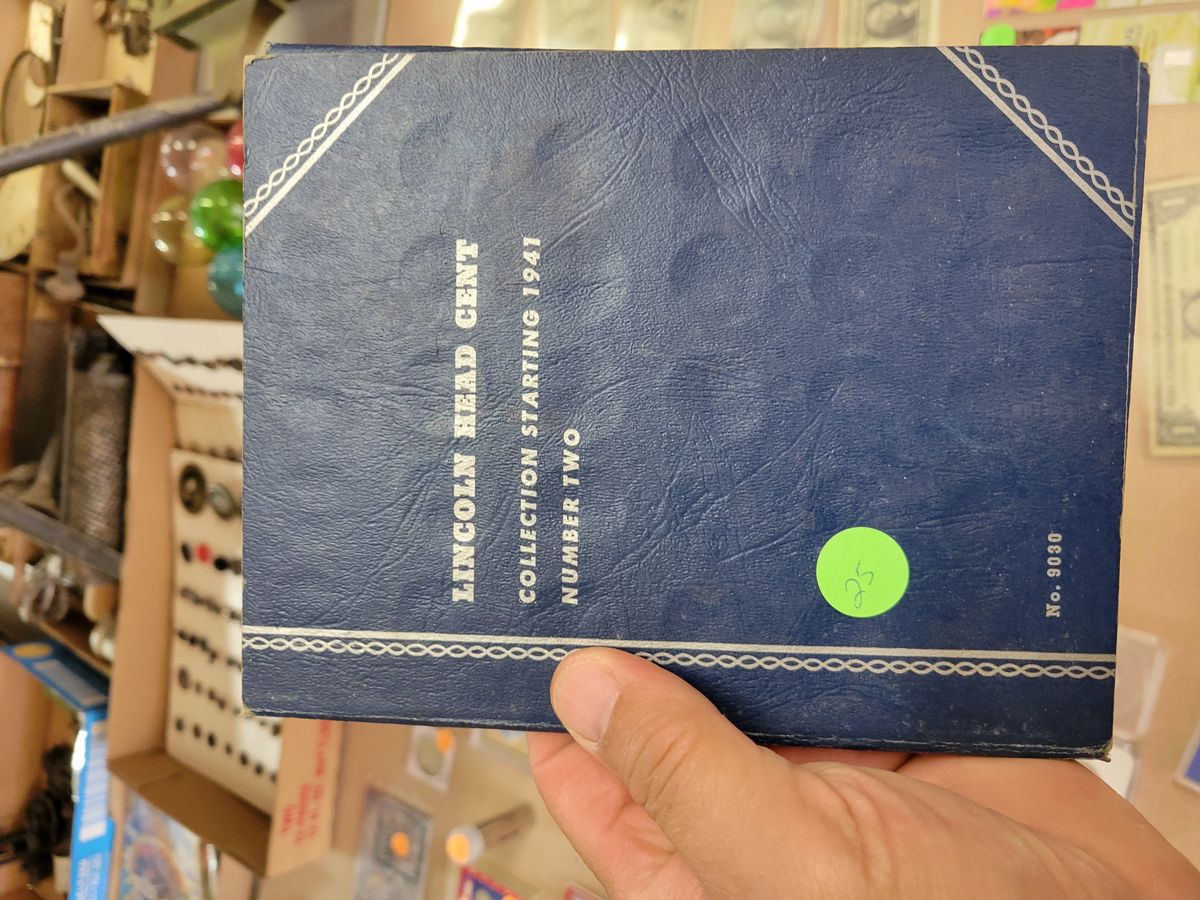 LINCOLN HEAD CENT
COLLECTION STARTING 1941
NUMBER TWO
25
No. 9030